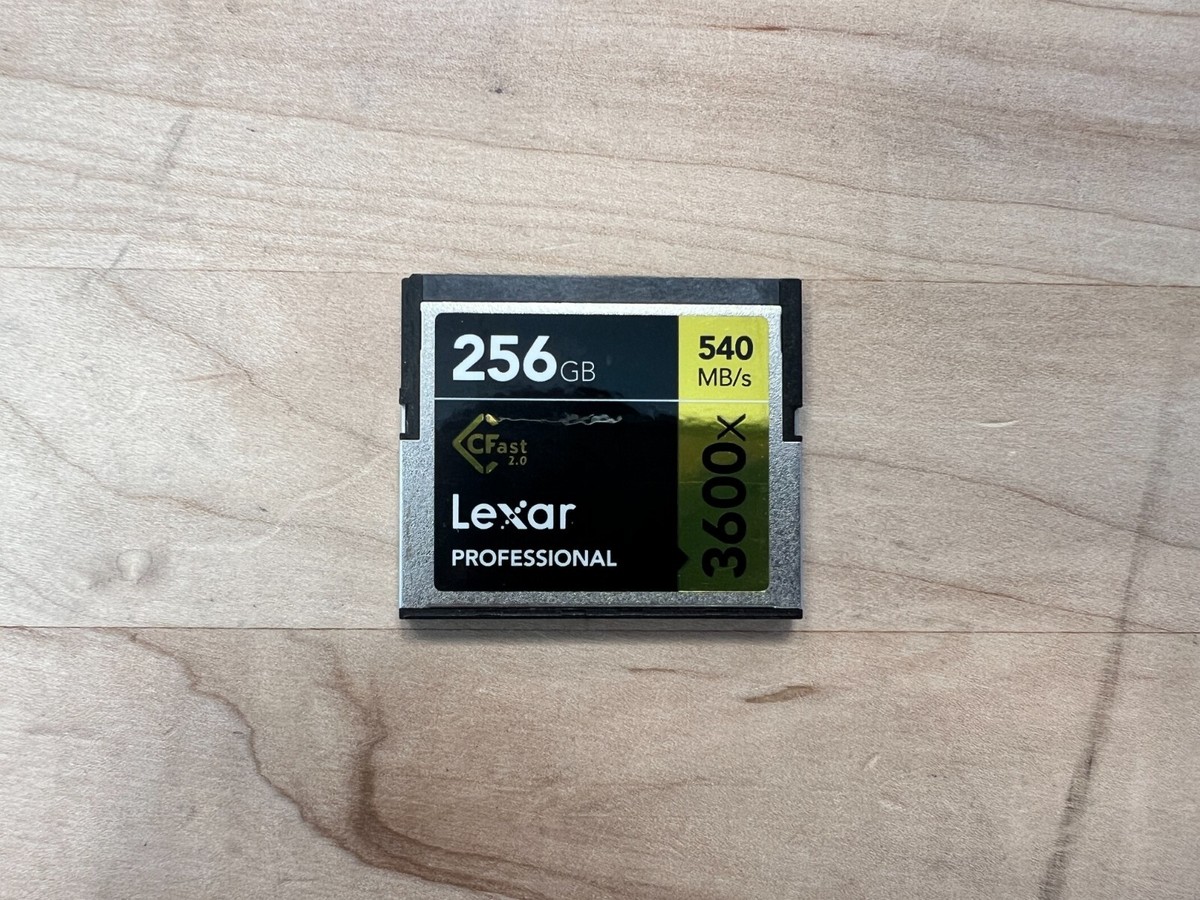 256GB
540
MB/s
CFast
2.0
Lexar
PROFESSIONAL
3600x